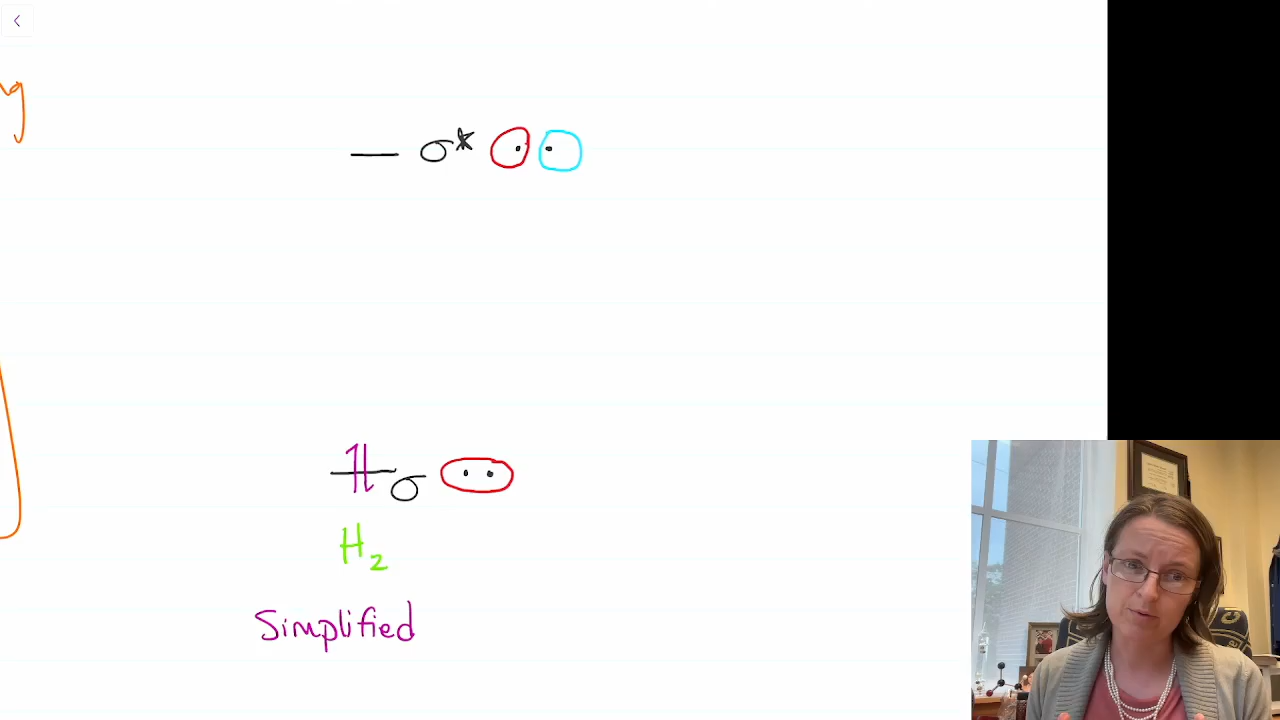 σ*
σ
H₂
Simplified